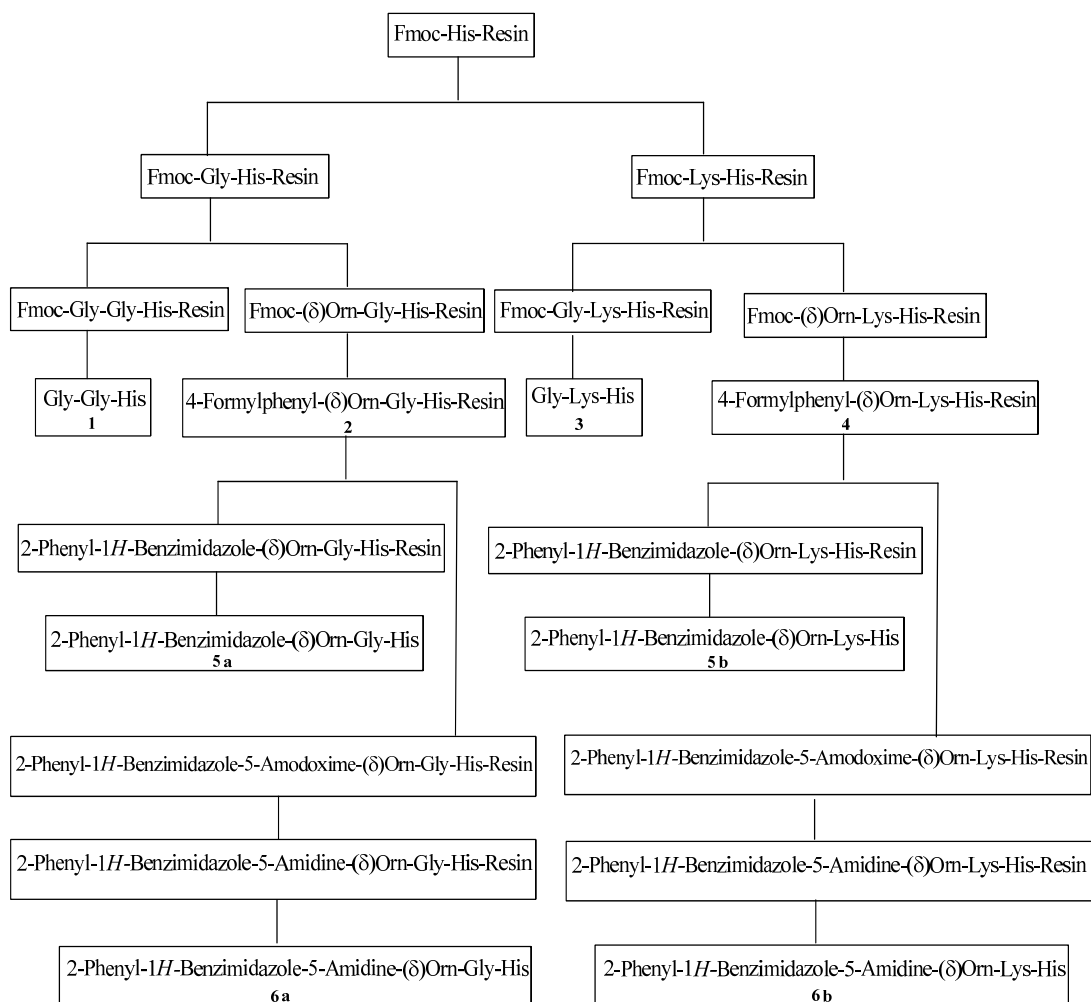 Fmoc-His-Resin
Fmoc-Gly-His-Resin
Fmoc-Lys-His-Resin
Fmoc-Gly-Gly-His-Resin
Fmoc-(δ)Orn-Gly-His-Resin
Fmoc-Gly-Lys-His-Resin
Fmoc-(δ)Orn-Lys-His-Resin
Gly-Gly-His
1
4-Formylphenyl-(δ)Orn-Gly-His-Resin
2
Gly-Lys-His
3
4-Formylphenyl-(δ)Orn-Lys-His-Resin
4
2-Phenyl-1H-Benzimidazole-(δ)Orn-Gly-His-Resin
2-Phenyl-1H-Benzimidazole-(δ)Orn-Lys-His-Resin
2-Phenyl-1H-Benzimidazole-(δ)Orn-Gly-His
5a
2-Phenyl-1H-Benzimidazole-(δ)Orn-Lys-His
5b
2-Phenyl-1H-Benzimidazole-5-Amodoxime-(δ)Orn-Gly-His-Resin
2-Phenyl-1H-Benzimidazole-5-Amodoxime-(δ)Orn-Lys-His-Resin
2-Phenyl-1H-Benzimidazole-5-Amidine-(δ)Orn-Gly-His-Resin
2-Phenyl-1H-Benzimidazole-5-Amidine-(δ)Orn-Lys-His-Resin
2-Phenyl-1H-Benzimidazole-5-Amidine-(δ)Orn-Gly-His
6a
2-Phenyl-1H-Benzimidazole-5-Amidine-(δ)Orn-Lys-His
6b